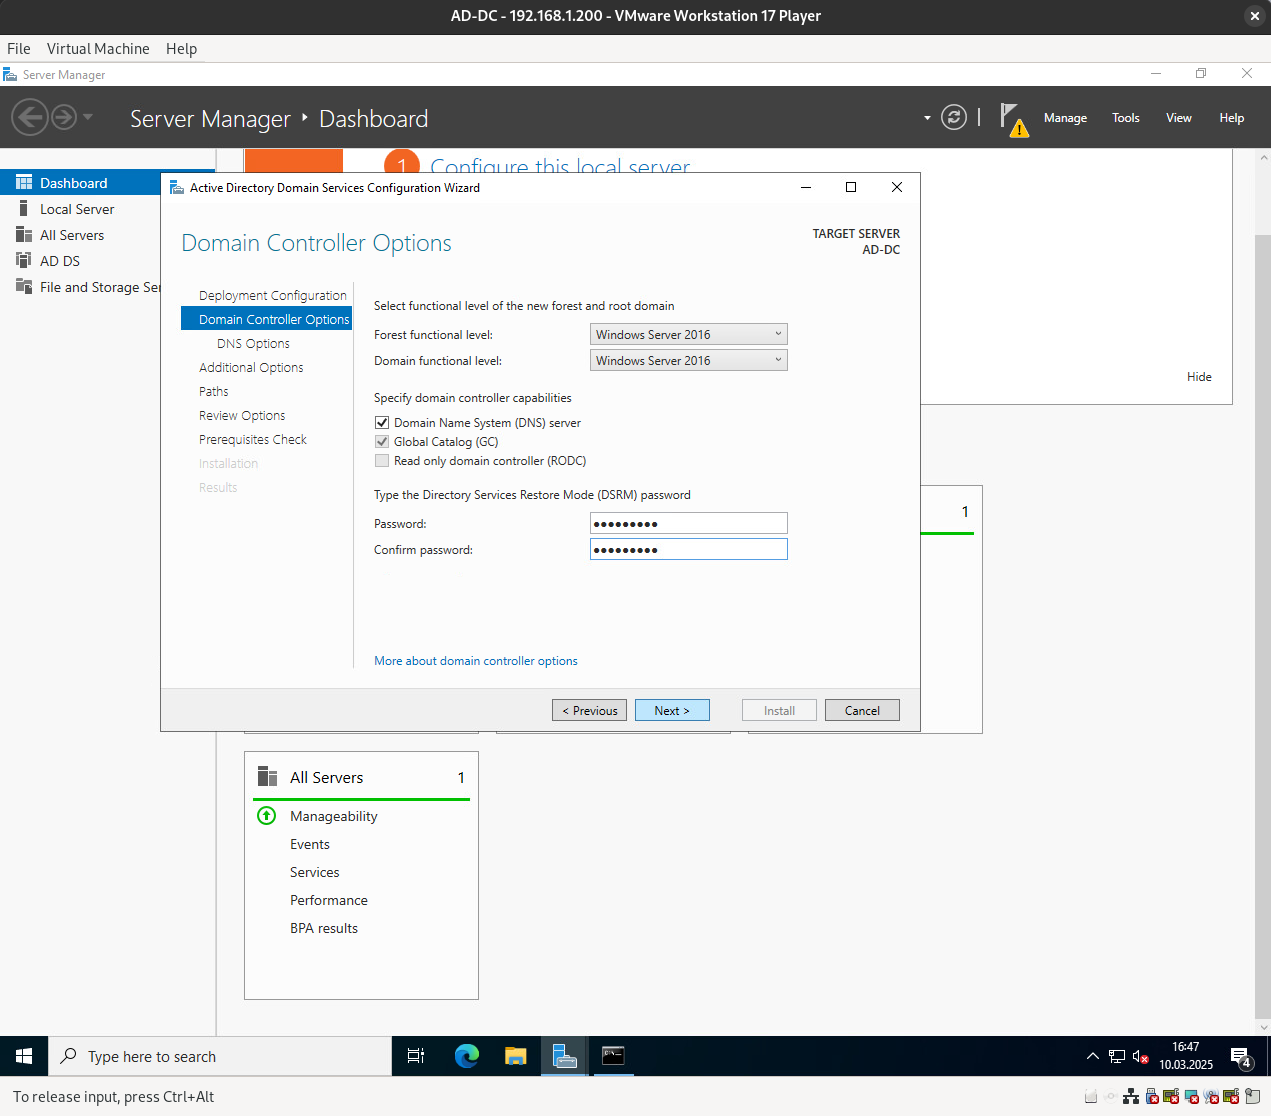 AD-DC - 192.168.1.200 - VMware Workstation 17 Player
File Virtual Machine Help
Server Manager
Server Manager Dashboard
Manage Tools View Help
1 Configure this local server
Dashboard
Local Server
All Servers
AD DS
File and Storage Ser
Active Directory Domain Services Configuration Wizard
Domain Controller Options
TARGET SERVER
AD-DC
Deployment Configuration
Domain Controller Options
DNS Options
Additional Options
Paths
Review Options
Prerequisites Check
Installation
Results
Select functional level of the new forest and root domain
Forest functional level: Windows Server 2016
Domain functional level: Windows Server 2016
Specify domain controller capabilities
Domain Name System (DNS) server
Global Catalog (GC)
Read only domain controller (RODC)
Type the Directory Services Restore Mode (DSRM) password
Password: ●●●●●●●●●
Confirm password: ●●●●●●●●●
More about domain controller options
< Previous Next > Install Cancel
Hide
1
All Servers 1
Manageability
Events
Services
Performance
BPA results
Type here to search
16:47
10.03.2025
4
To release input, press Ctrl+Alt